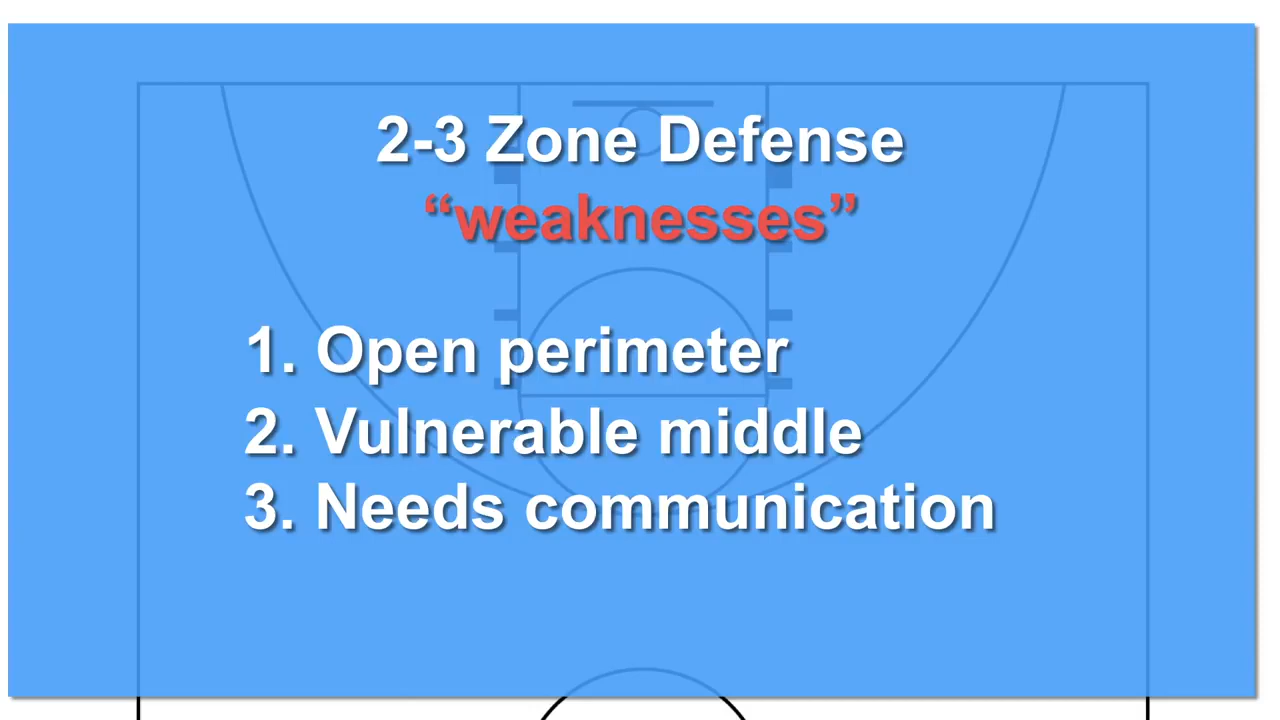 2-3 Zone Defense
“weaknesses”
1. Open perimeter
2. Vulnerable middle
3. Needs communication